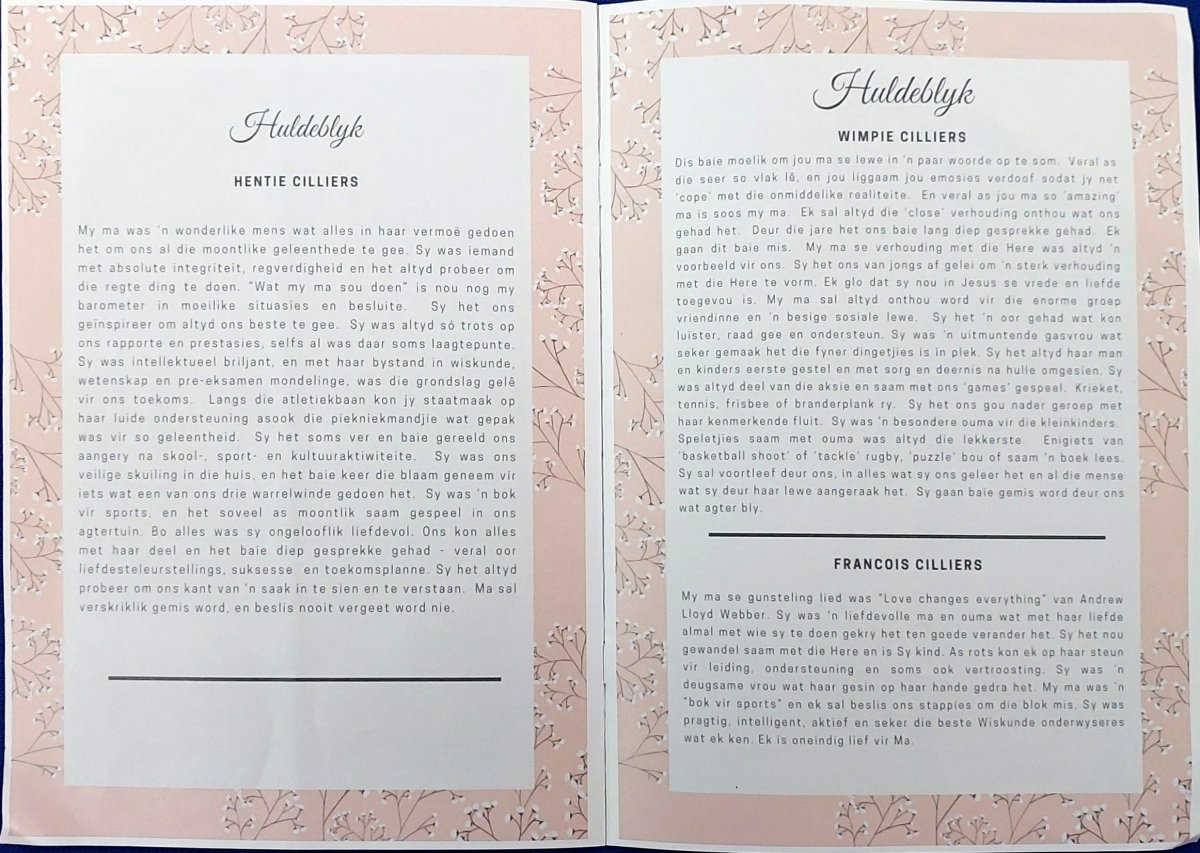 Huldeblyk
HENTIE CILLIERS
My ma was 'n wonderlike mens wat alles in haar vermoë gedoen
het om ons al die moontlike geleenthede te gee. Sy was iemand
met absolute integriteit, regverdigheid en het altyd probeer om
die regte ding te doen. "Wat my ma sou doen" is nou nog my
barometer in moeilike situasies en besluite. Sy het ons
geïnspireer om altyd ons beste te gee. Sy was altyd só trots op
ons rapporte en prestasies, selfs al was daar soms laagtepunte.
Sy was intellektueel briljant, en met haar bystand in wiskunde,
wetenskap en pre-eksamen mondelinge, was die grondslag gelê
vir ons toekoms. Langs die atletiekbaan kon jy staatmaak op
haar luide ondersteuning asook die piekniekmandjie wat gepak
was vir so geleentheid. Sy het soms ver en baie gereeld ons
aangery na skool-, sport- en kultuuraktiwiteite. Sy was ons
veilige skuiling in die huis, en het baie keer die blaam geneem vir
iets wat een van ons drie warrelwinde gedoen het. Sy was 'n bok
vir sports, en het soveel as moontlik saam gespeel in ons
agtertuin. Bo alles was sy ongelooflik liefdevol. Ons kon alles
met haar deel en het baie diep gesprekke gehad - veral oor
liefdesteleurstellings, suksesse en toekomsplanne. Sy het altyd
probeer om ons kant van 'n saak in te sien en te verstaan. Ma sal
verskriklik gemis word, en beslis nooit vergeet word nie.
Huldeblyk
WIMPIE CILLIERS
Dis baie moeilik om jou ma se lewe in 'n paar woorde op te som. Veral as
die seer so vlak lê, en jou liggaam jou emosies verdoof sodat jy net
'cope' met die onmiddelike realiteite. En veral as jou ma so 'amazing'
ma is soos my ma. Ek sal altyd die 'close' verhouding onthou wat ons
gehad het. Deur die jare het ons baie lang diep gesprekke gehad. Ek
gaan dit baie mis. My ma se verhouding met die Here was altyd 'n
voorbeeld vir ons. Sy het ons van jongs af gelei om 'n sterk verhouding
met die Here te vorm. Ek glo dat sy nou in Jesus se vrede en liefde
toegevou is. My ma sal altyd onthou word vir die enorme groep
vriendinne en 'n besige sosiale lewe. Sy het 'n oor gehad wat kon
luister, raad gee en ondersteun. Sy was 'n uitmuntende gasvrou wat
seker gemaak het die fyner dingetjies is in plek. Sy het altyd haar man
en kinders eerste gestel en met sorg en deernis na hulle omgesien. Sy
was altyd deel van die aksie en saam met ons 'games' gespeel. Krieket,
tennis, frisbee of branderplank ry. Sy het ons gou nader geroep met
haar kenmerkende fluit. Sy was 'n besondere ouma vir die kleinkinders.
Speletjies saam met ouma was altyd die lekkerste. Enigiets van
'basketball shoot' of 'tackle' rugby, 'puzzle' bou of saam 'n boek lees.
Sy sal voortleef deur ons, in alles wat sy ons geleer het en al die mense
wat sy deur haar lewe aangeraak het. Sy gaan baie gemis word deur ons
wat agter bly.
FRANCOIS CILLIERS
My ma se gunsteling lied was "Love changes everything" van Andrew
Lloyd Webber. Sy was 'n liefdevolle ma en ouma wat met haar liefde
almal met wie sy te doen gekry het ten goede verander het. Sy het nou
gewandel saam met die Here en is Sy kind. As rots kon ek op haar steun
vir leiding, ondersteuning en soms ook vertroosting. Sy was 'n
deugsame vrou wat haar gesin op haar hande gedra het. My ma was 'n
"bok vir sports" en ek sal beslis ons stappies om die blok mis. Sy was
pragtig, intelligent, aktief en seker die beste Wiskunde onderwyseres
wat ek ken. Ek is oneindig lief vir Ma.